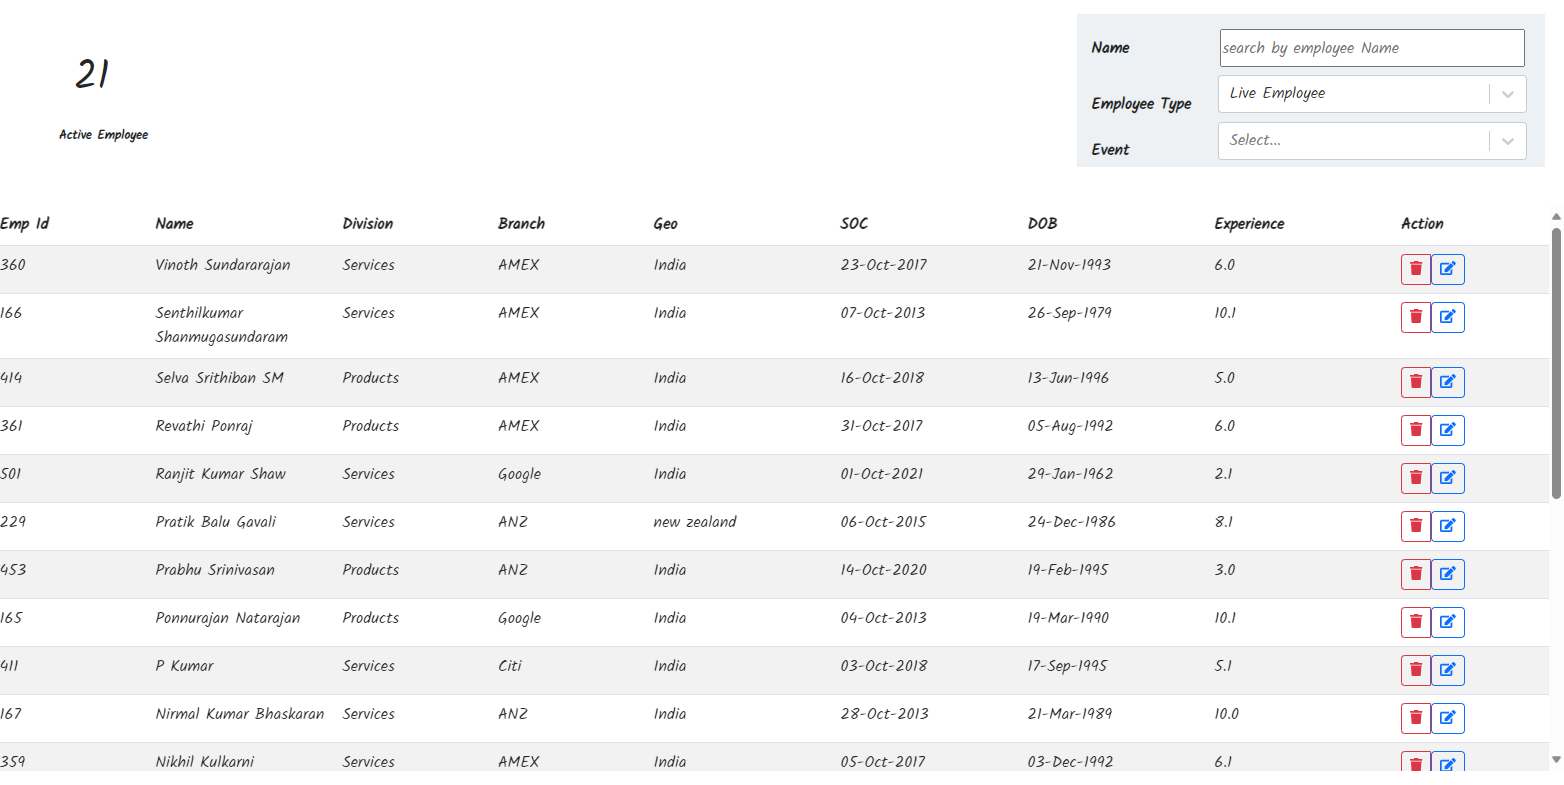 21
Active Employee
Name search by employee Name
Employee Type Live Employee
Event Select...
Emp Id Name Division Branch Geo SOC DOB Experience Action
360 Vinoth Sundararajan Services AMEX India 23-Oct-2017 21-Nov-1993 6.0
166 Senthilkumar Services AMEX India 07-Oct-2013 26-Sep-1979 10.1
Shanmugasundaram
414 Selva Srithiban SM Products AMEX India 16-Oct-2018 13-Jun-1996 5.0
361 Revathi Ponraj Products AMEX India 31-Oct-2017 05-Aug-1992 6.0
501 Ranjit Kumar Shaw Services Google India 01-Oct-2021 29-Jan-1962 2.1
229 Pratik Balu Gavali Services ANZ new zealand 06-Oct-2015 24-Dec-1986 8.1
453 Prabhu Srinivasan Products ANZ India 14-Oct-2020 19-Feb-1995 3.0
165 Ponnurajan Natarajan Products Google India 04-Oct-2013 19-Mar-1990 10.1
411 P Kumar Services Citi India 03-Oct-2018 17-Sep-1995 5.1
167 Nirmal Kumar Bhaskaran Services ANZ India 28-Oct-2013 21-Mar-1989 10.0
359 Nikhil Kulkarni Services AMEX India 05-Oct-2017 03-Dec-1992 6.1